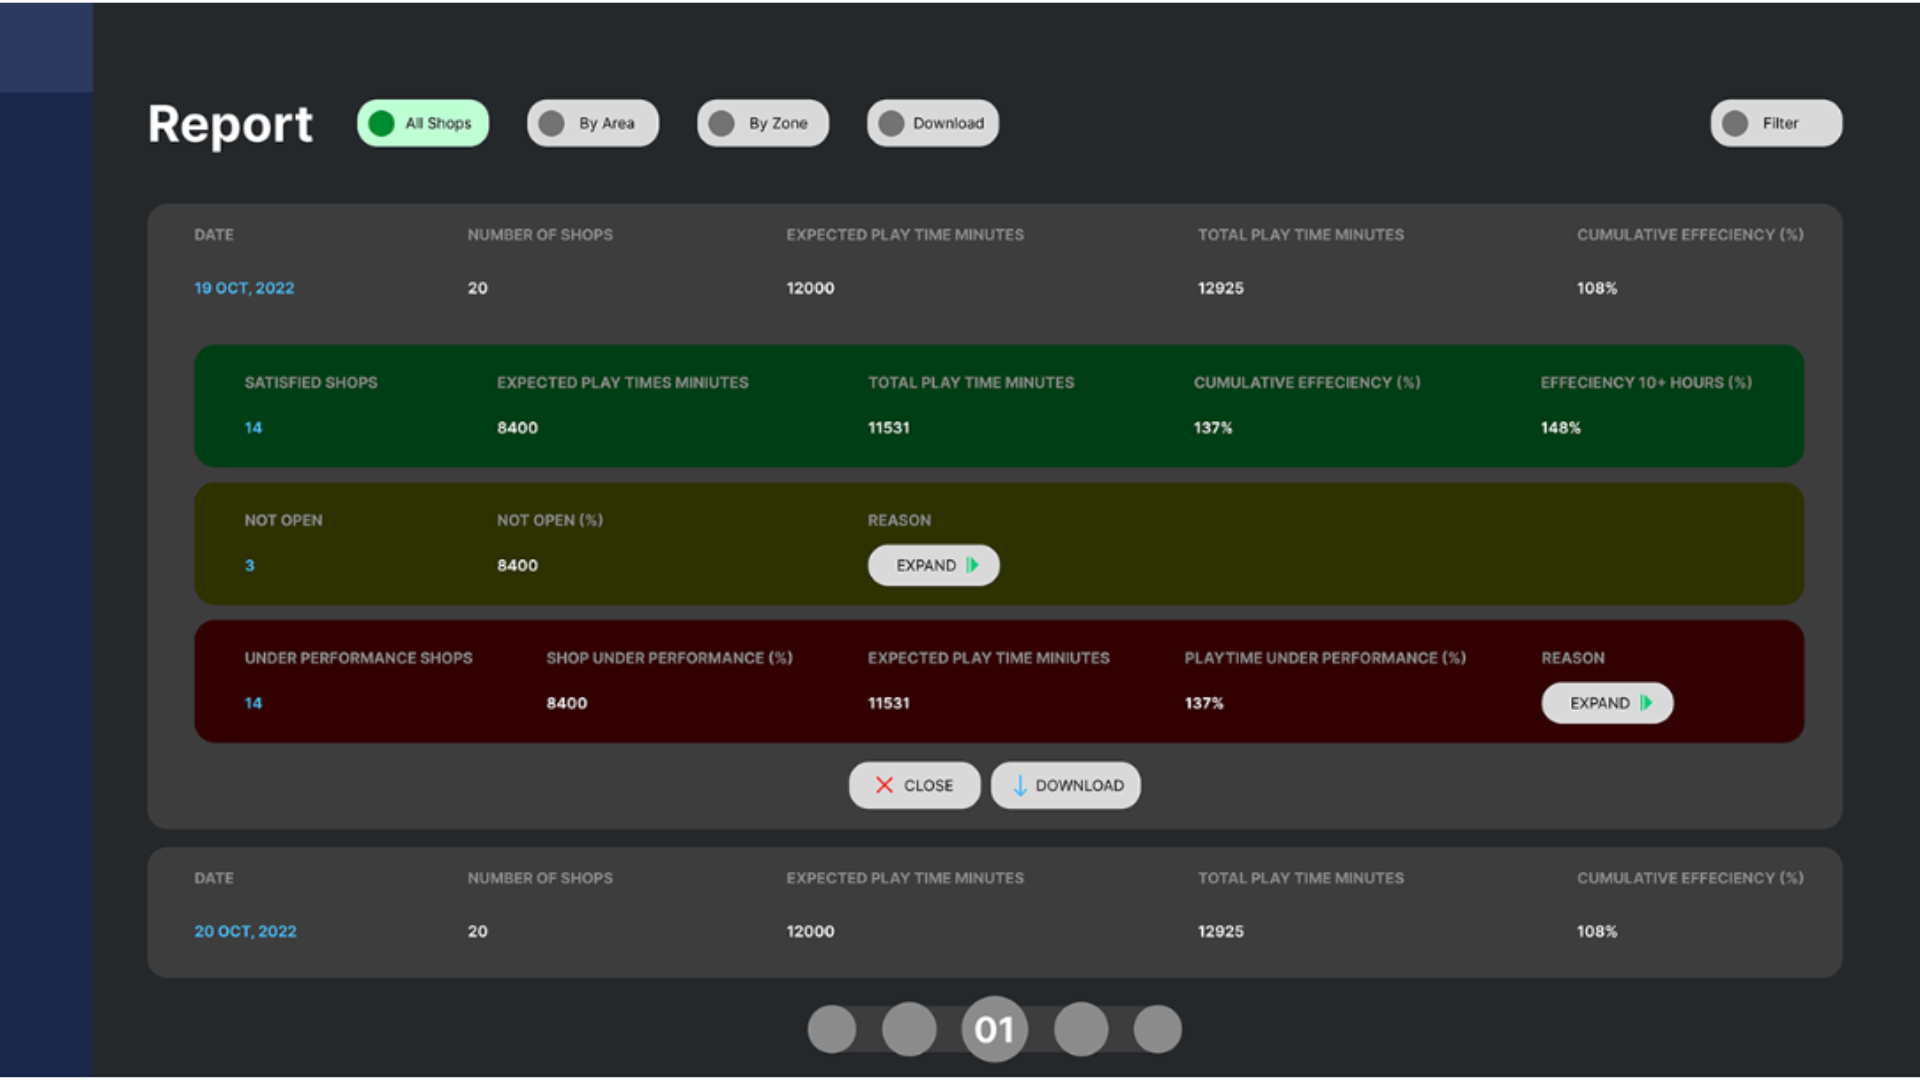 Report All Shops By Area By Zone Download Filter
DATE NUMBER OF SHOPS EXPECTED PLAY TIME MINUTES TOTAL PLAY TIME MINUTES CUMULATIVE EFFECIENCY (%)
19 OCT, 2022 20 12000 12925 108%
SATISFIED SHOPS EXPECTED PLAY TIMES MINIUTES TOTAL PLAY TIME MINUTES CUMULATIVE EFFECIENCY (%) EFFECIENCY 10+ HOURS (%)
14 8400 11531 137% 148%
NOT OPEN NOT OPEN (%) REASON
3 8400 EXPAND
UNDER PERFORMANCE SHOPS SHOP UNDER PERFORMANCE (%) EXPECTED PLAY TIME MINIUTES PLAYTIME UNDER PERFORMANCE (%) REASON
14 8400 11531 137% EXPAND
CLOSE DOWNLOAD
DATE NUMBER OF SHOPS EXPECTED PLAY TIME MINUTES TOTAL PLAY TIME MINUTES CUMULATIVE EFFECIENCY (%)
20 OCT, 2022 20 12000 12925 108%
01